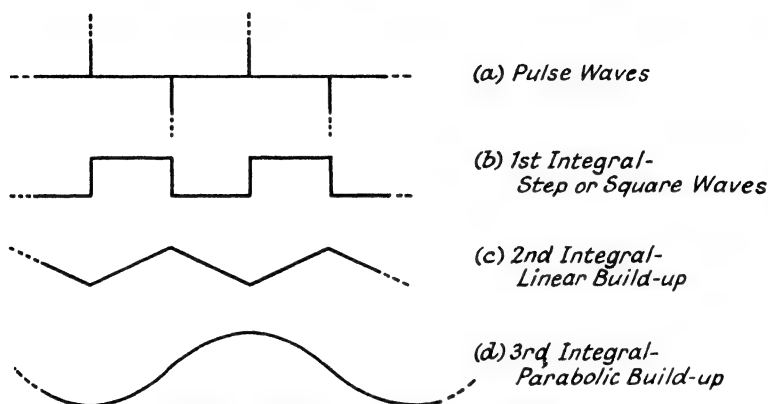 (a) Pulse Waves
(b) 1st Integral-
Step or Square Waves
(c) 2nd Integral-
Linear Build-up
(d) 3rd Integral-
Parabolic Build-up